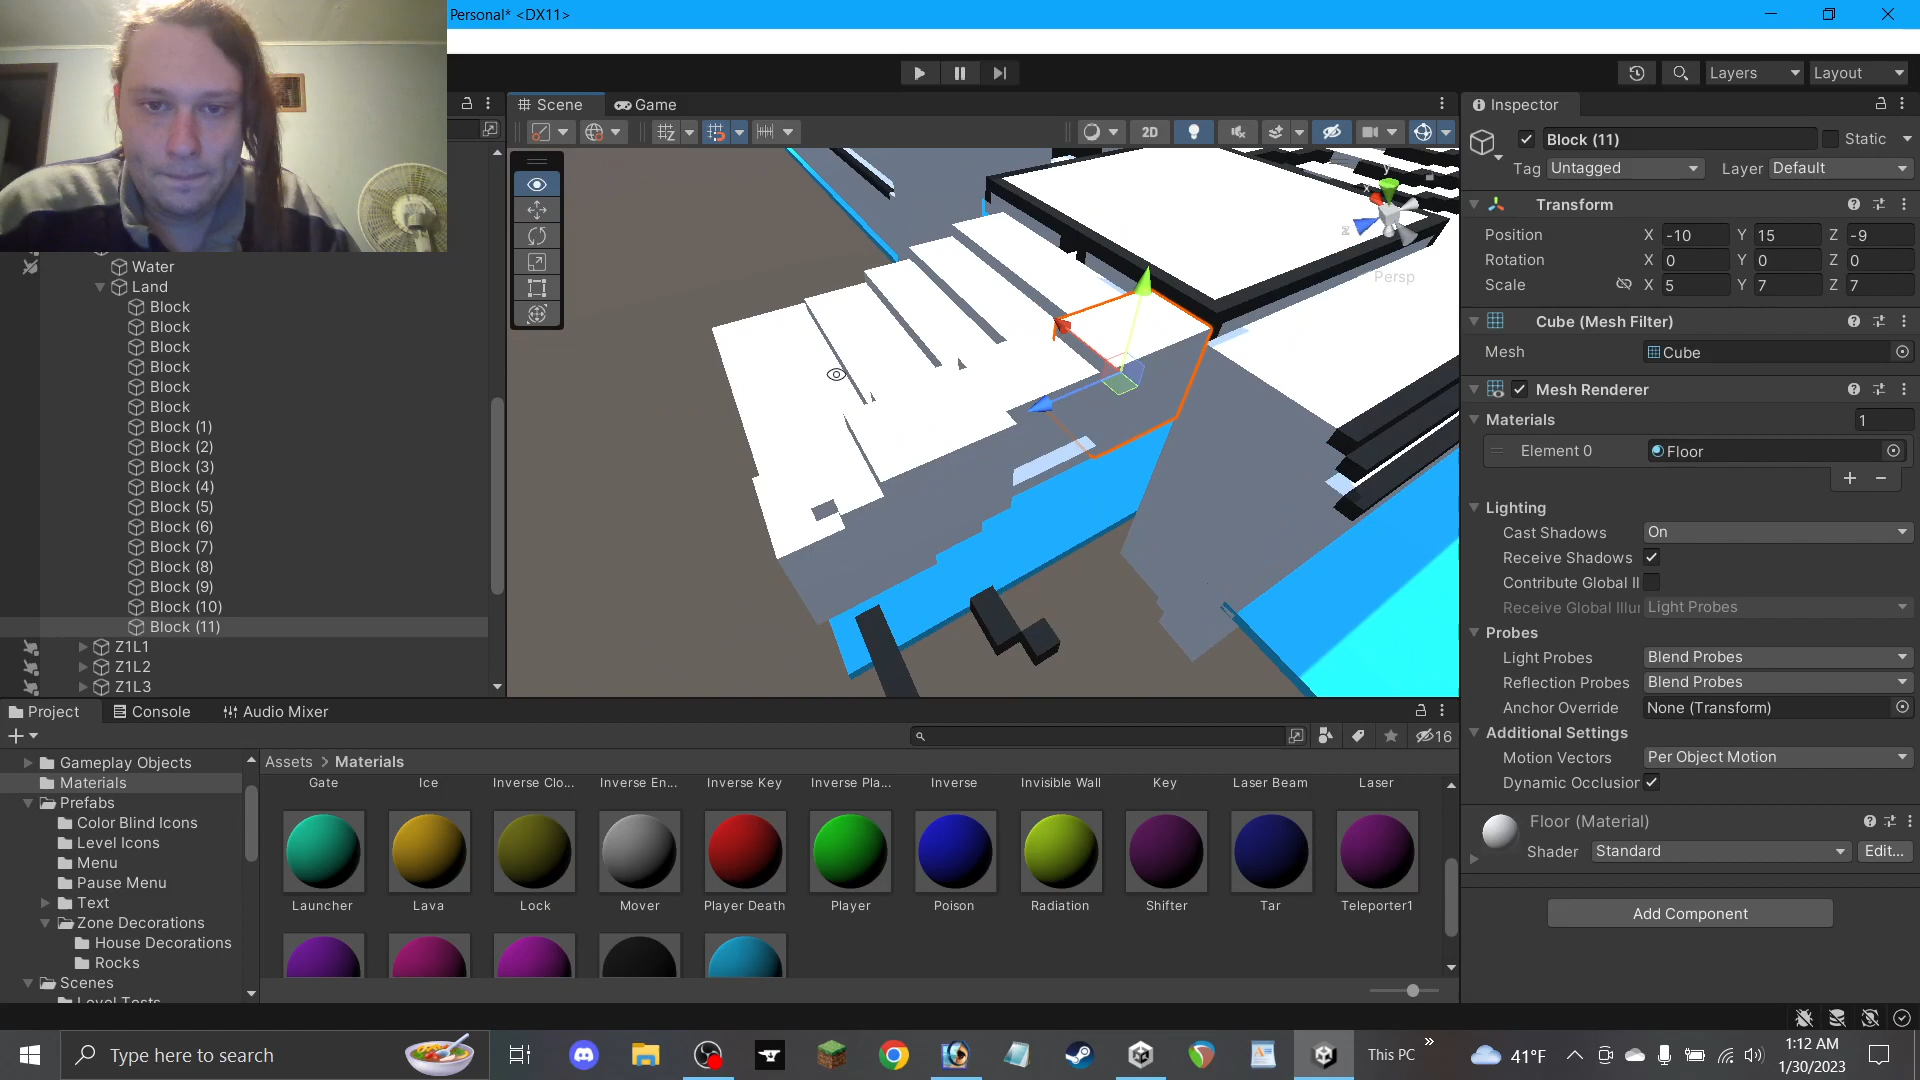 Personal* <DX11>
Layers
Layout
Scene
Game
2D
Persp
x
y
z
Water
Land
Block
Block
Block
Block
Block
Block
Block (1)
Block (2)
Block (3)
Block (4)
Block (5)
Block (6)
Block (7)
Block (8)
Block (9)
Block (10)
Block (11)
Z1L1
Z1L2
Z1L3
Inspector
Block (11)
Static
Tag Untagged Layer Default
Transform
Position X -10 Y 15 Z -9
Rotation X 0 Y 0 Z 0
Scale X 5 Y 7 Z 7
Cube (Mesh Filter)
Mesh Cube
Mesh Renderer
Materials 1
Element 0 Floor
Lighting
Cast Shadows On
Receive Shadows
Contribute Global Il
Receive Global Illur Light Probes
Probes
Light Probes Blend Probes
Reflection Probes Blend Probes
Anchor Override None (Transform)
Additional Settings
Motion Vectors Per Object Motion
Dynamic Occlusion
Floor (Material)
Shader Standard Edit...
Add Component
Project Console Audio Mixer
16
Gameplay Objects
Materials
Prefabs
Color Blind Icons
Level Icons
Menu
Pause Menu
Text
Zone Decorations
House Decorations
Rocks
Scenes
Level Tests
Assets > Materials
Gate Ice Inverse Clo... Inverse En... Inverse Key Inverse Pla... Inverse Invisible Wall Key Laser Beam Laser
Launcher Lava Lock Mover Player Death Player Poison Radiation Shifter Tar Teleporter1
Type here to search
This PC
»
41°F
1:12 AM
1/30/2023